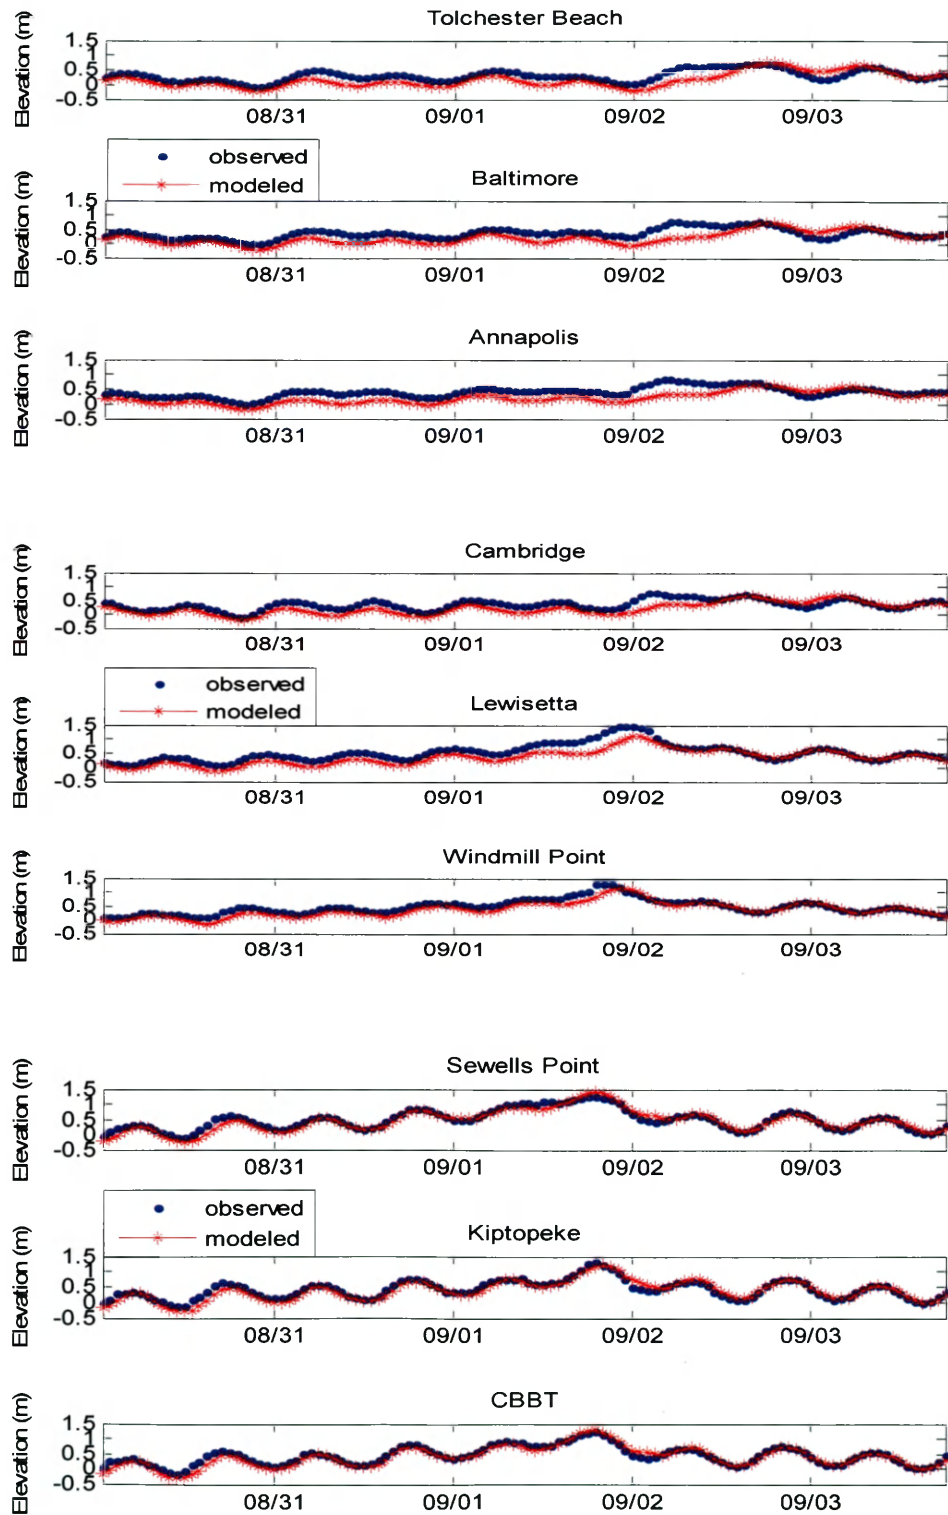 Tolchester Beach
Elevation (m)
1.5
1
0.5
0
-0.5
08/31 09/01 09/02 09/03
observed
modeled
Baltimore
Elevation (m)
1.5
1
0.5
0
-0.5
08/31 09/01 09/02 09/03
Annapolis
Elevation (m)
1.5
1
0.5
0
-0.5
08/31 09/01 09/02 09/03
Cambridge
Elevation (m)
1.5
1
0.5
0
-0.5
08/31 09/01 09/02 09/03
observed
modeled
Lewisetta
Elevation (m)
1.5
1
0.5
0
-0.5
08/31 09/01 09/02 09/03
Windmill Point
Elevation (m)
1.5
1
0.5
0
-0.5
08/31 09/01 09/02 09/03
Sewells Point
Elevation (m)
1.5
1
0.5
0
-0.5
08/31 09/01 09/02 09/03
observed
modeled
Kiptopeke
Elevation (m)
1.5
1
0.5
0
-0.5
08/31 09/01 09/02 09/03
CBBT
Elevation (m)
1.5
1
0.5
0
-0.5
08/31 09/01 09/02 09/03